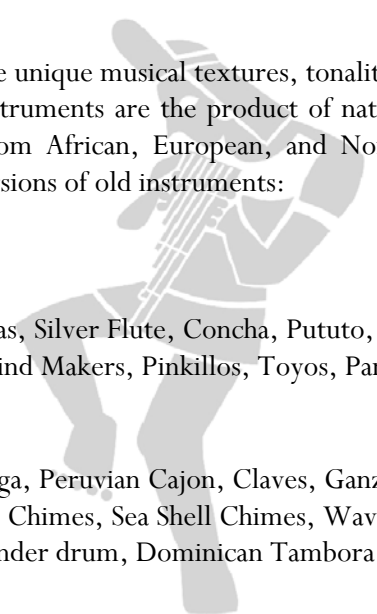 e unique musical textures, tonalit
struments are the product of nat
om African, European, and No
sions of old instruments:
as, Silver Flute, Concha, Pututo,
ind Makers, Pinkillos, Toyos, Pan
ga, Peruvian Cajon, Claves, Ganz
Chimes, Sea Shell Chimes, Wav
nder drum, Dominican Tambora